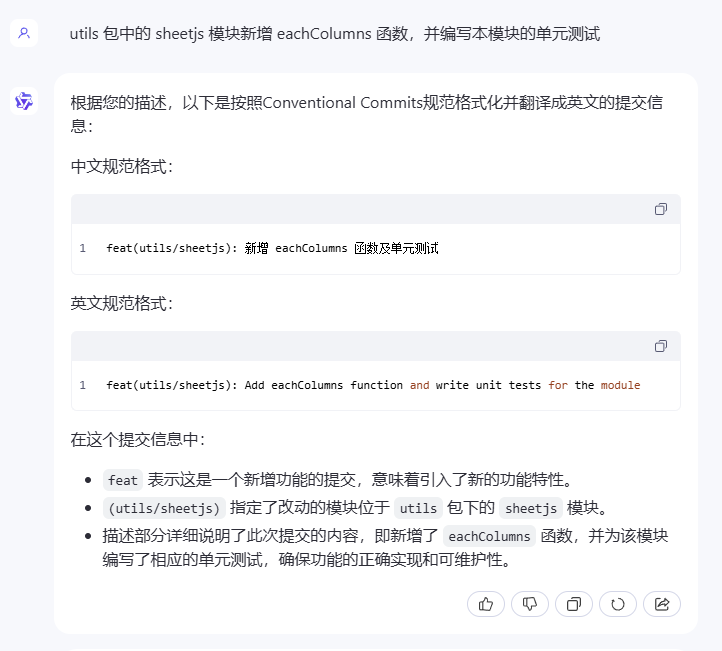 utils 包中的 sheetjs 模块新增 eachColumns 函数，并编写本模块的单元测试
根据您的描述，以下是按照Conventional Commits规范格式化并翻译成英文的提交信
息：
中文规范格式：
1 feat(utils/sheetjs): 新增 eachColumns 函数及单元测试
英文规范格式：
1 feat(utils/sheetjs): Add eachColumns function and write unit tests for the module
在这个提交信息中：
feat 表示这是一个新增功能的提交，意味着引入了新的功能特性。
(utils/sheetjs) 指定了改动的模块位于 utils 包下的 sheetjs 模块。
描述部分详细说明了此次提交的内容，即新增了 eachColumns 函数，并为该模块
编写了相应的单元测试，确保功能的正确实现和可维护性。